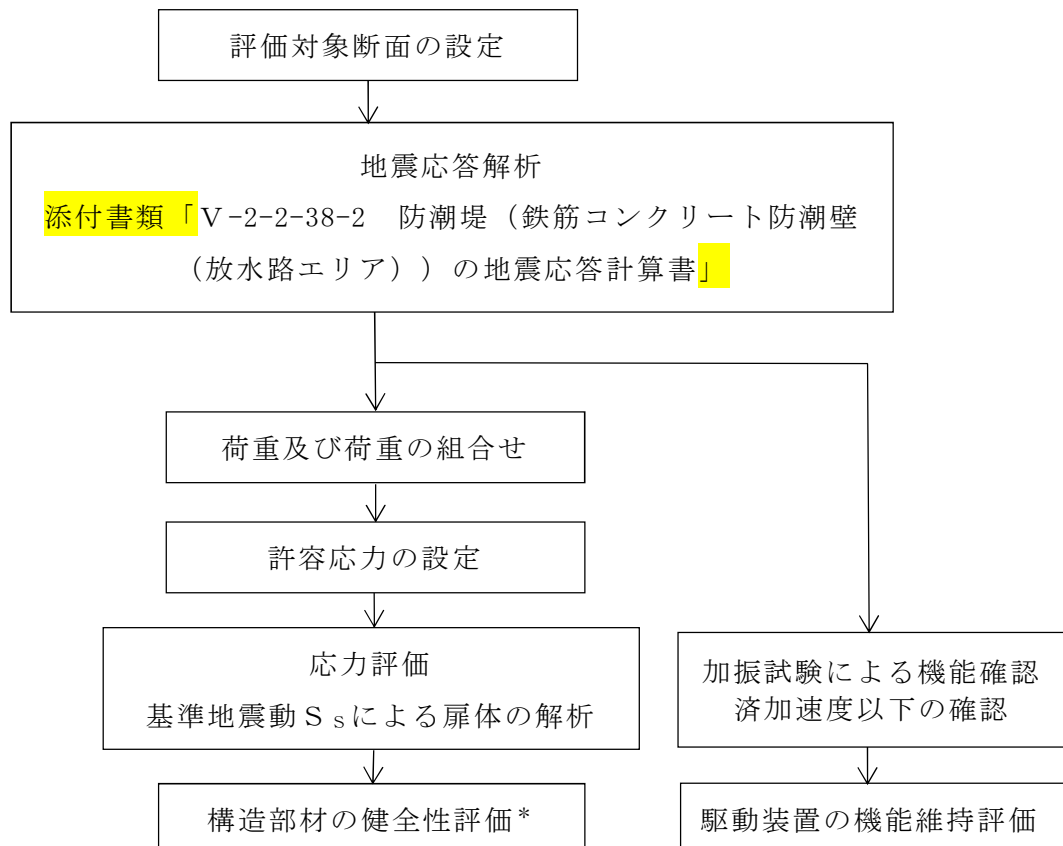 評価対象断面の設定
地震応答解析
添付書類「Ⅴ-2-2-38-2 防潮堤（鉄筋コンクリート防潮壁
（放水路エリア））の地震応答計算書」
荷重及び荷重の組合せ
許容応力の設定
応力評価
基準地震動Ｓｓによる扉体の解析
構造部材の健全性評価*
加振試験による機能確認
済加速度以下の確認
駆動装置の機能維持評価